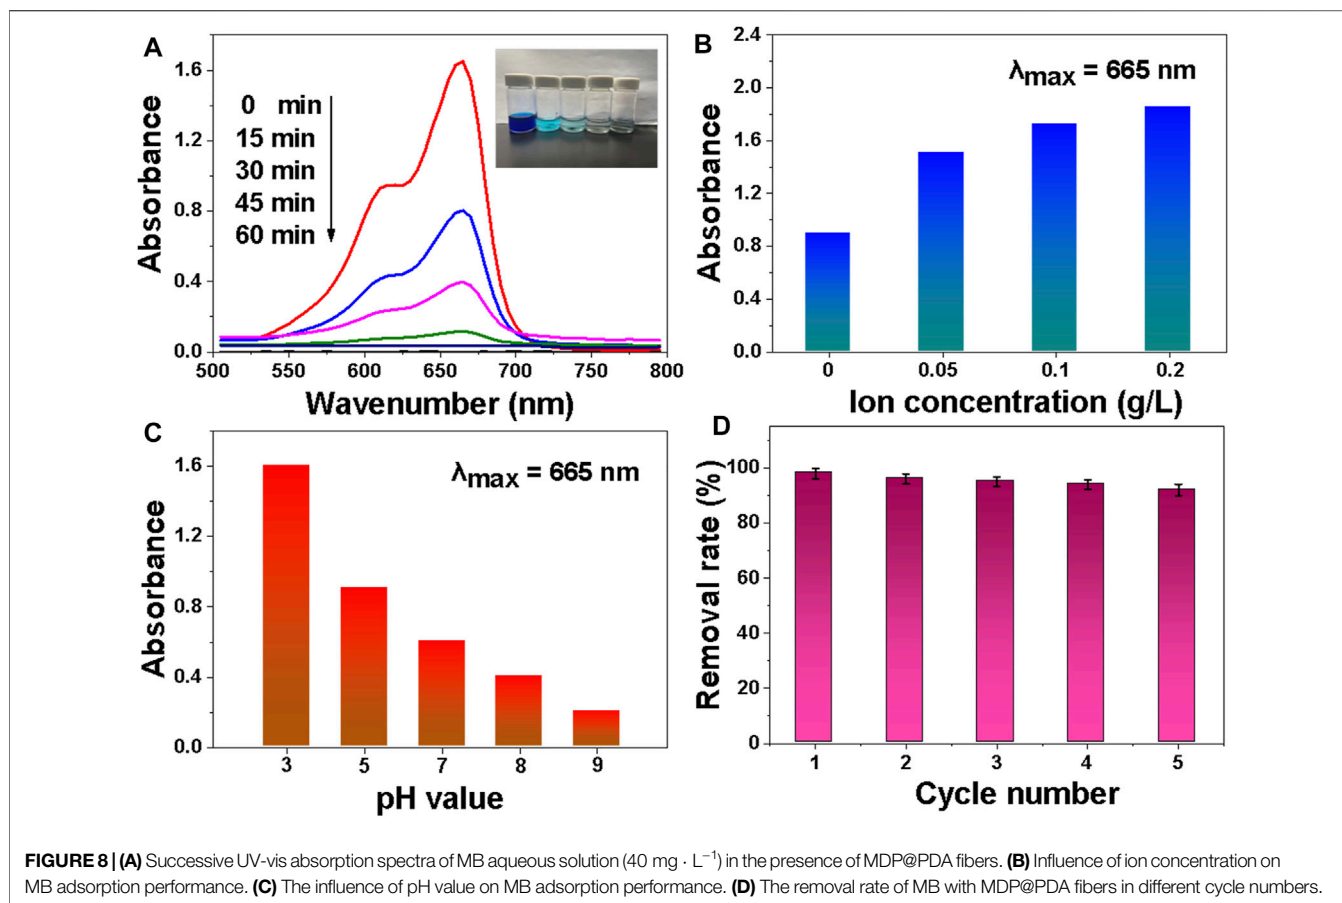 A
1.6
1.2
0.8
0.4
0.0
Absorbance
0 min
15 min
30 min
45 min
60 min
500 550 600 650 700 750 800
Wavenumber (nm)
B
2.4
2.0
1.6
1.2
0.8
0.4
0.0
Absorbance
λmax = 665 nm
0 0.05 0.1 0.2
Ion concentration (g/L)
C
1.6
1.2
0.8
0.4
0.0
Absorbance
λmax = 665 nm
3 5 7 8 9
pH value
D
100
80
60
40
20
0
Removal rate (%)
1 2 3 4 5
Cycle number
FIGURE 8 | (A) Successive UV-vis absorption spectra of MB aqueous solution (40 mg · L⁻¹) in the presence of MDP@PDA fibers. (B) Influence of ion concentration on
MB adsorption performance. (C) The influence of pH value on MB adsorption performance. (D) The removal rate of MB with MDP@PDA fibers in different cycle numbers.